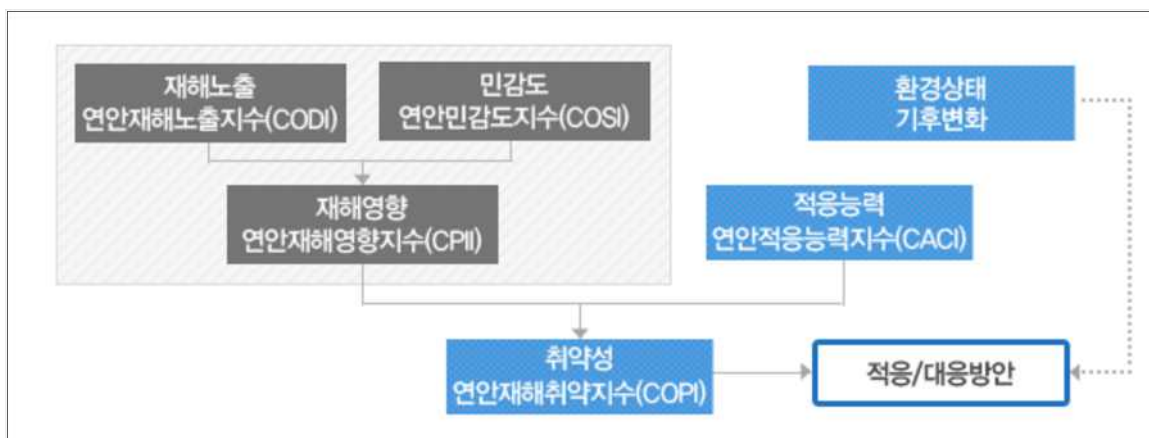 재해노출
연안재해노출지수(CODI)
민감도
연안민감도지수(COSI)
환경상태
기후변화
재해영향
연안재해영향지수(CPII)
적응능력
연안적응능력지수(CACI)
취약성
연안재해취약지수(COPI)
적응/대응방안